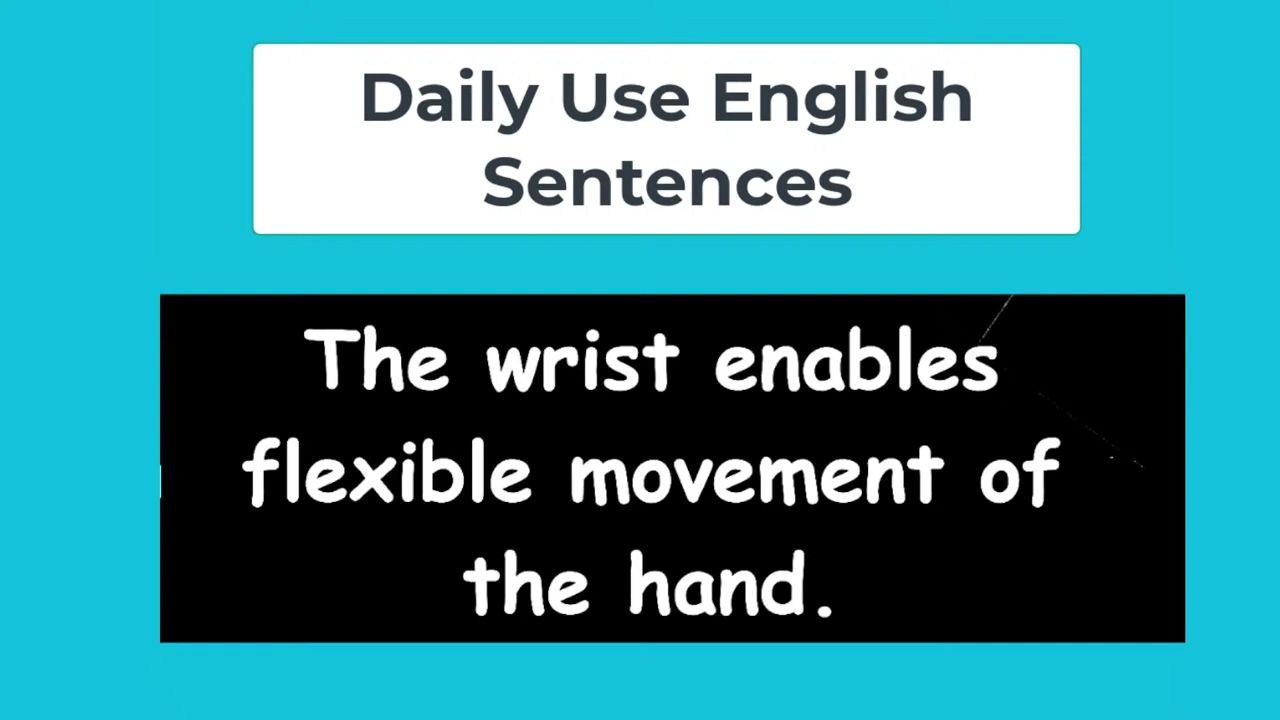 Daily Use English
Sentences
The wrist enables
flexible movement of
the hand.